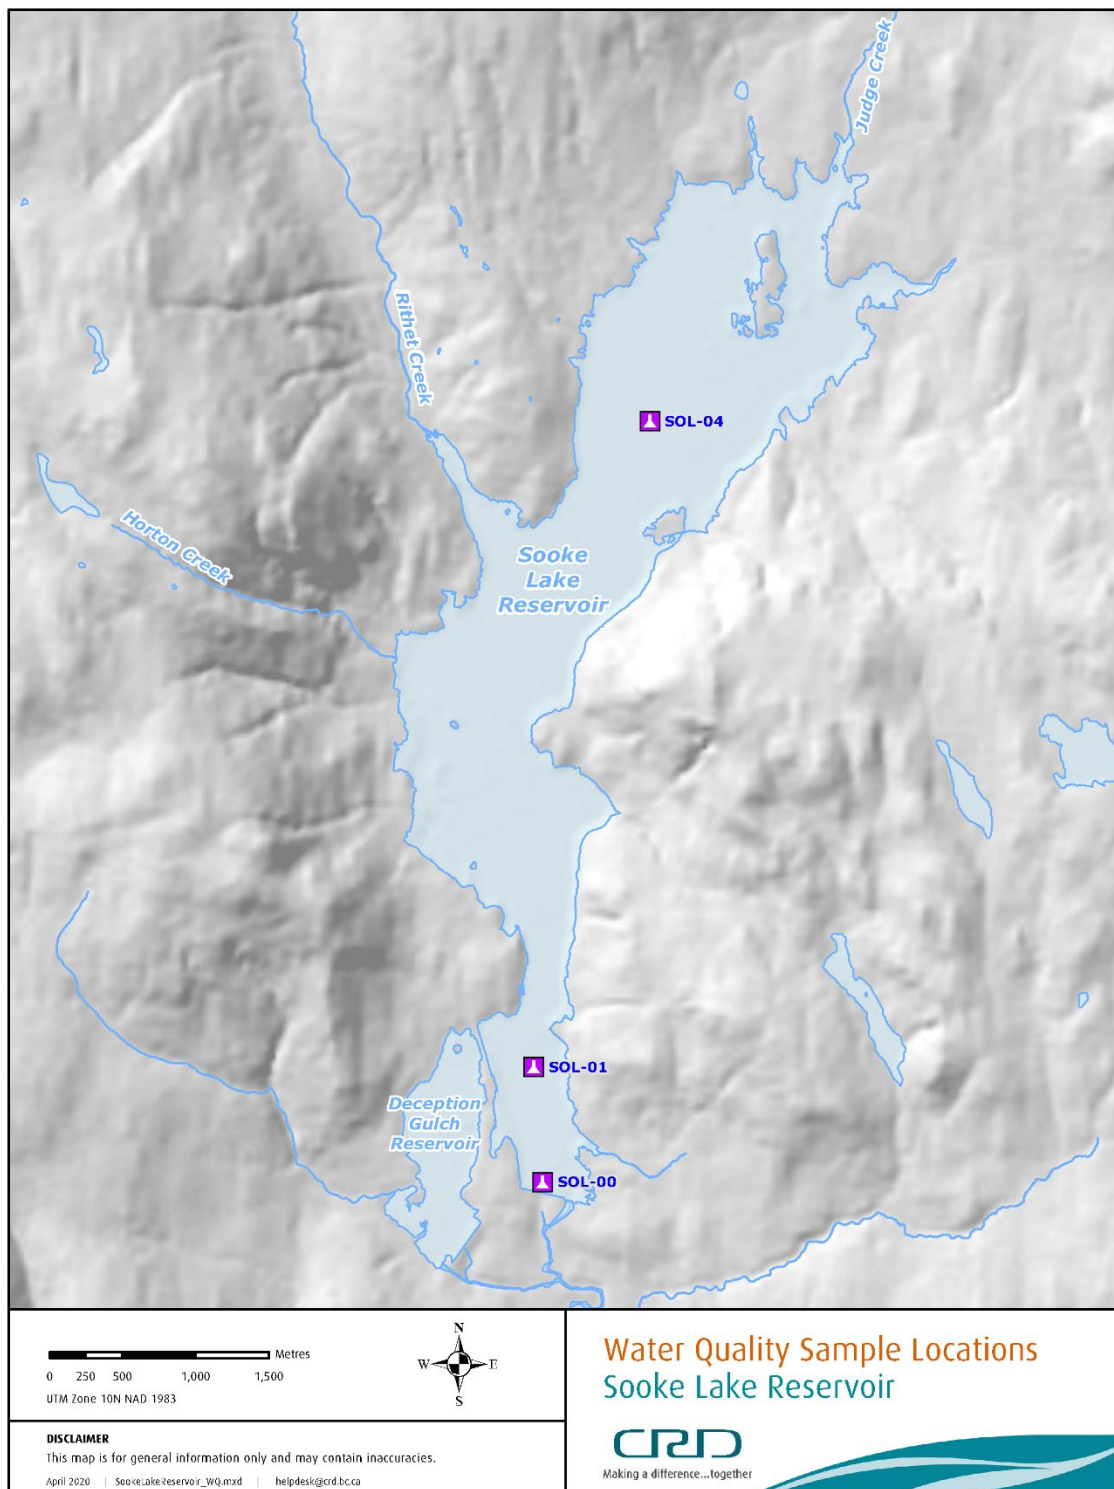 Judge Creek
Rithet Creek
SOL-04
Horton Creek
Sooke
Lake
Reservoir
SOL-01
Deception
Gulch
Reservoir
SOL-00
Metres
0 250 500 1,000 1,500
UTM Zone 10N NAD 1983
N
W E
S
DISCLAIMER
This map is for general information only and may contain inaccuracies.
April 2020 | SookeLakeReservoir_WQ.mxd | helpdesk@crd.bc.ca
Water Quality Sample Locations
Sooke Lake Reservoir
CRD
Making a difference...together